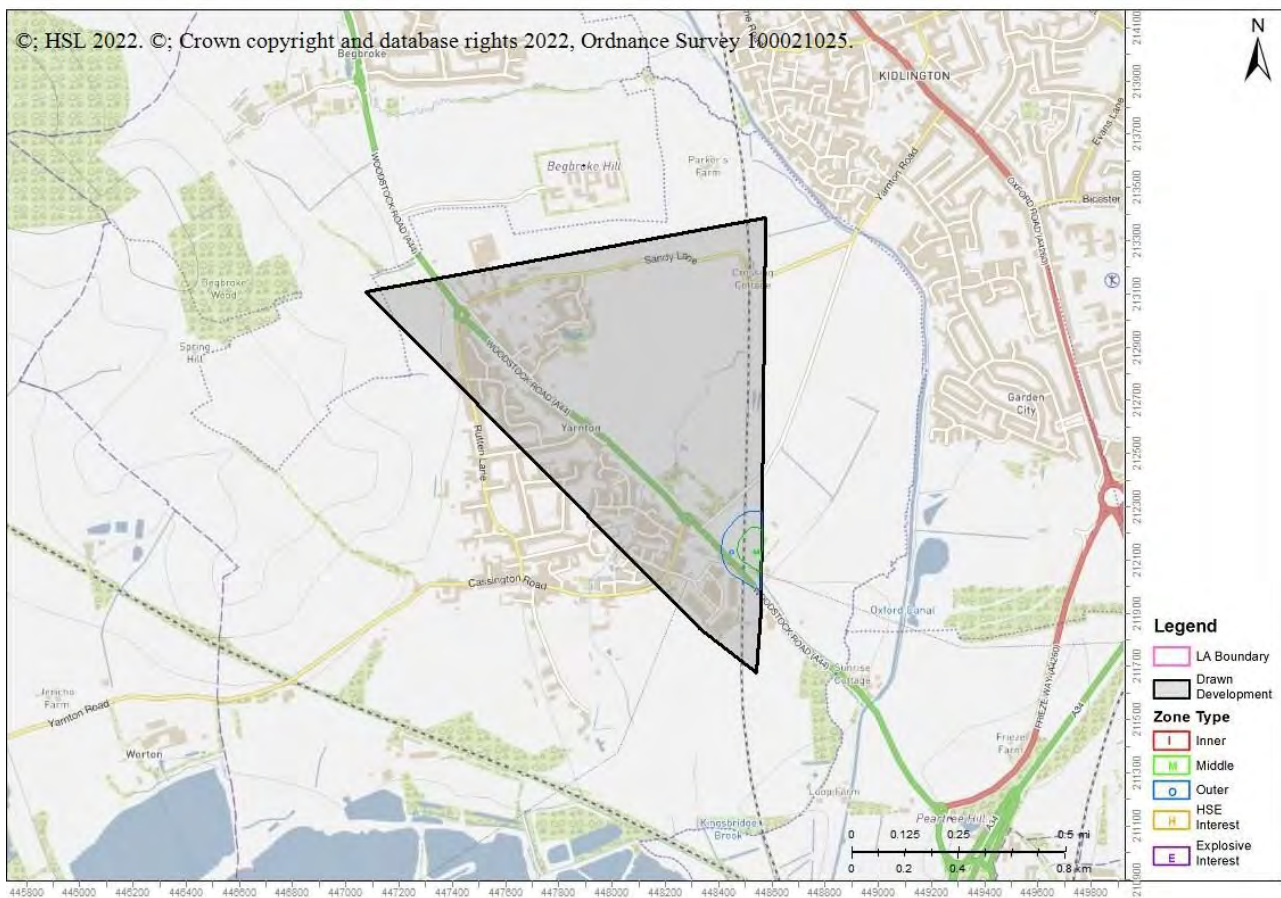 ©; HSL 2022. ©; Crown copyright and database rights 2022, Ordnance Survey 100021025.
N
Begbroke
KIDLINGTON
Evans Lane
WOODSTOCK ROAD (A44)
Begbroke Hill
Parker's
Farm
Yarnton Road
OXFORD ROAD (A4260)
Bicester
Sandy Lane
Crossing
Cottage
Begbroke
Wood
Spring
Hill
WOODSTOCK ROAD (A44)
Garden
City
Yarnton
Rutten Lane
O
M
Cassington Road
WOODSTOCK ROAD (A44)
Oxford Canal
Sunrise
Cottage
FRIEZE WAY (A4260)
A34
Jericho
Farm
Yarnton Road
Worton
Frieze
Farm
Loop Farm
Peartree Hill
A34
Kingsbridge
Brook
0 0.125 0.25 0.5 mi
0 0.2 0.4 0.8 km
Legend
LA Boundary
Drawn
Development
Zone Type
I Inner
M Middle
O Outer
H HSE
Interest
E Explosive
Interest
214100
213900
213700
213500
213300
213100
212900
212700
212500
212300
212100
211900
211700
211500
211300
211100
210900
445800 446000 446200 446400 446600 446800 447000 447200 447400 447600 447800 448000 448200 448400 448600 448800 449000 449200 449400 449600 449800